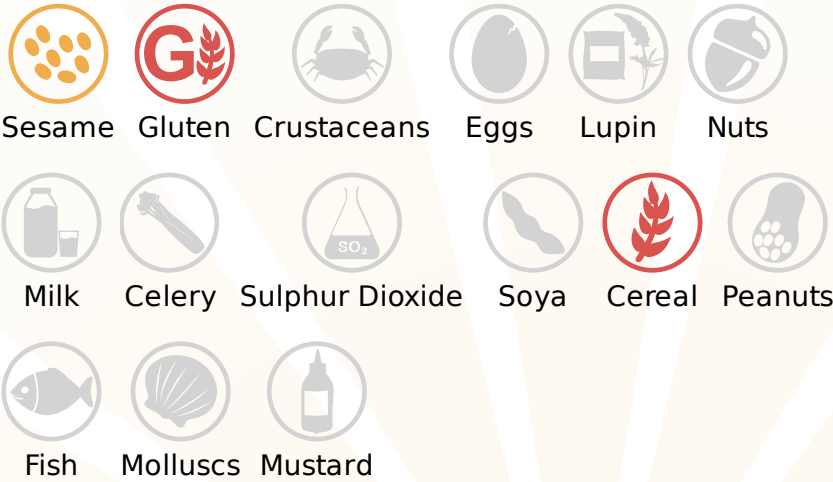 G
Sesame Gluten Crustaceans Eggs Lupin Nuts
SO₂
Milk Celery Sulphur Dioxide Soya Cereal Peanuts
Fish Molluscs Mustard